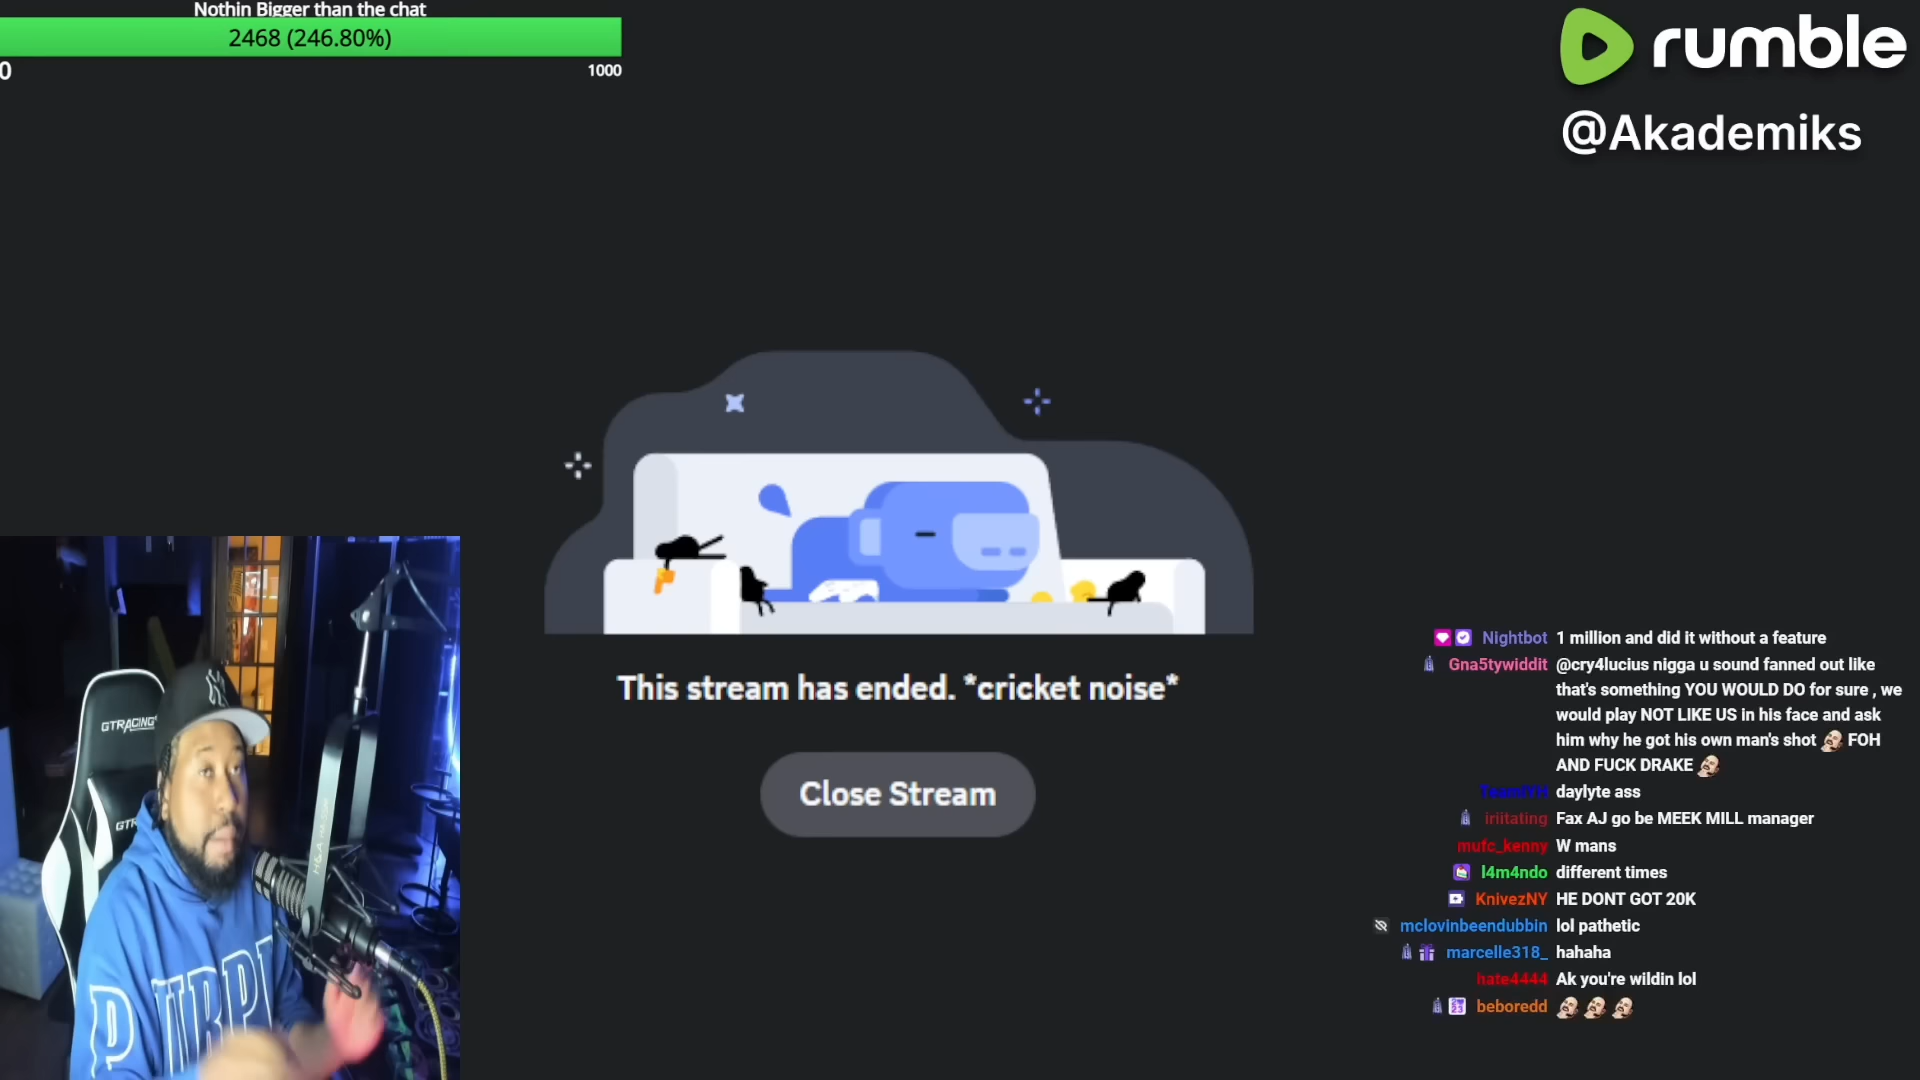 Nothin Bigger than the chat
2468 (246.80%)
0
1000
rumble
@Akademiks
This stream has ended. *cricket noise*
Close Stream
GTRACING
GT
PURPL
Nightbot 1 million and did it without a feature
Gna5tywiddit @cry4lucius nigga u sound fanned out like
that's something YOU WOULD DO for sure , we
would play NOT LIKE US in his face and ask
him why he got his own man's shot FOH
AND FUCK DRAKE
daylyte ass
iriitating Fax AJ go be MEEK MILL manager
mufc_kenny W mans
l4m4ndo different times
KnivezNY HE DONT GOT 20K
mclovinbeendubbin lol pathetic
marcelle318_ hahaha
hate4444 Ak you're wildin lol
beboredd